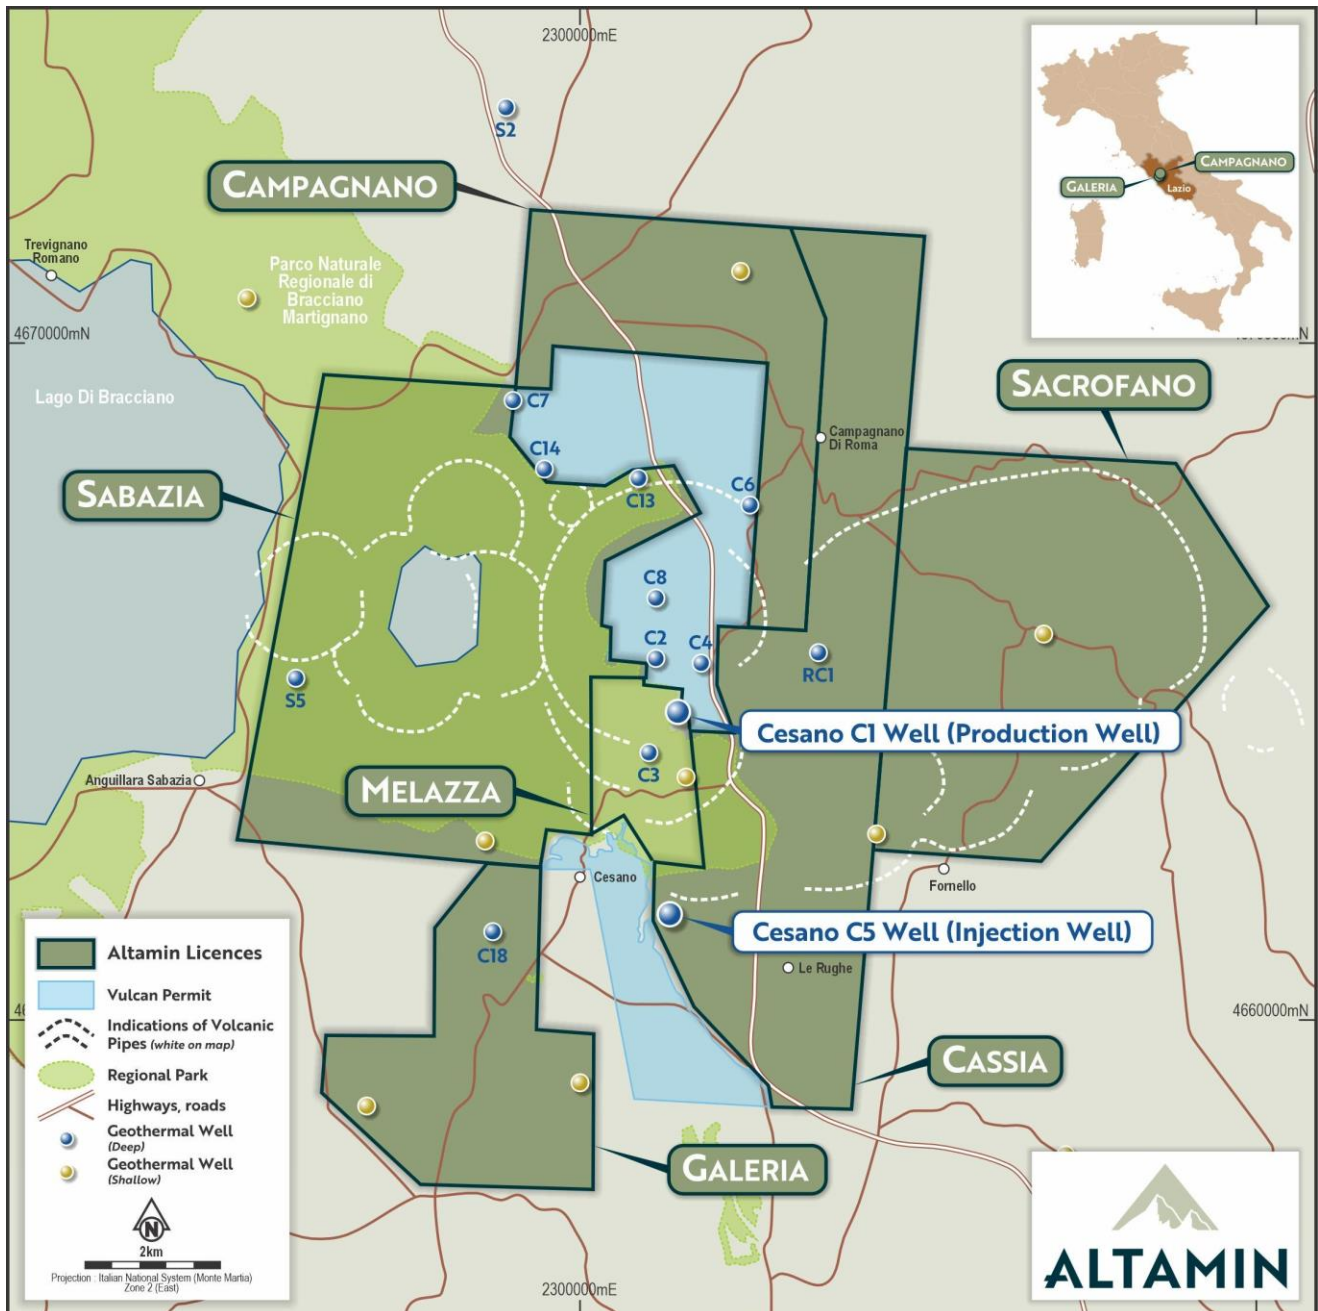 2300000mE
S2
CAMPAGNANO
CAMPAGNANO
GALERIA
Lazio
Trevignano
Romano
Parco Naturale
Regionale di
Bracciano
Martignano
4670000mN
Lago Di Bracciano
SACROFANO
C7
Campagnano
Di Roma
C14
SABAZIA
C13
C6
C8
C2
C4
RC1
S5
Cesano C1 Well (Production Well)
C3
Anguillara Sabazia
MELAZZA
Cesano
Fornello
Cesano C5 Well (Injection Well)
C18
Le Rughe
4660000mN
CASSIA
GALERIA
Altamin Licences
Vulcan Permit
Indications of Volcanic
Pipes (white on map)
Regional Park
Highways, roads
Geothermal Well
(Deep)
Geothermal Well
(Shallow)
N
2km
Projection : Italian National System (Monte Martia)
Zone 2 (East)
2300000mE
ALTAMIN